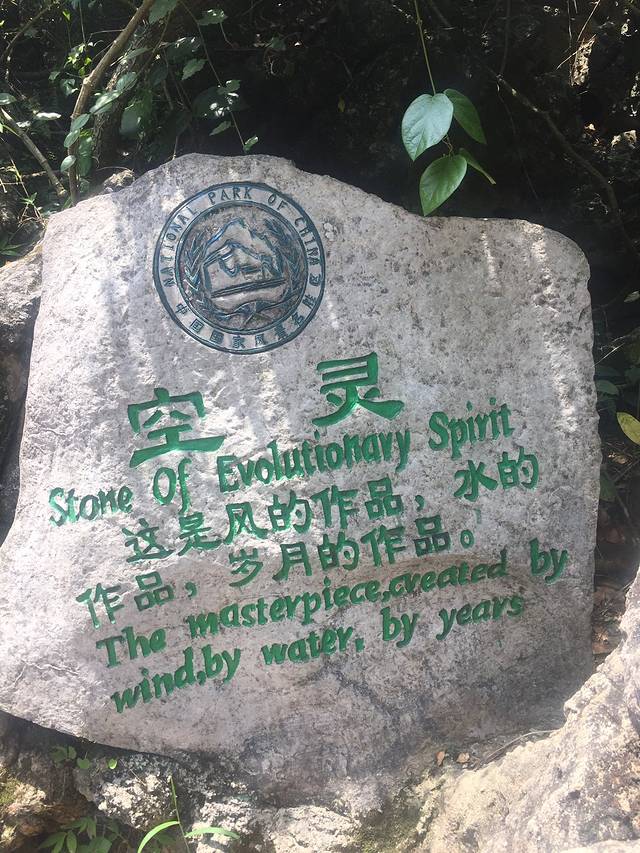 NATIONAL PARK OF CHINA
中国国家风景名胜区
空 灵
Stone Of Evolutionary Spirit
这是风的作品，水的
作品，岁月的作品。
The masterpiece,created by
wind,by water, by years